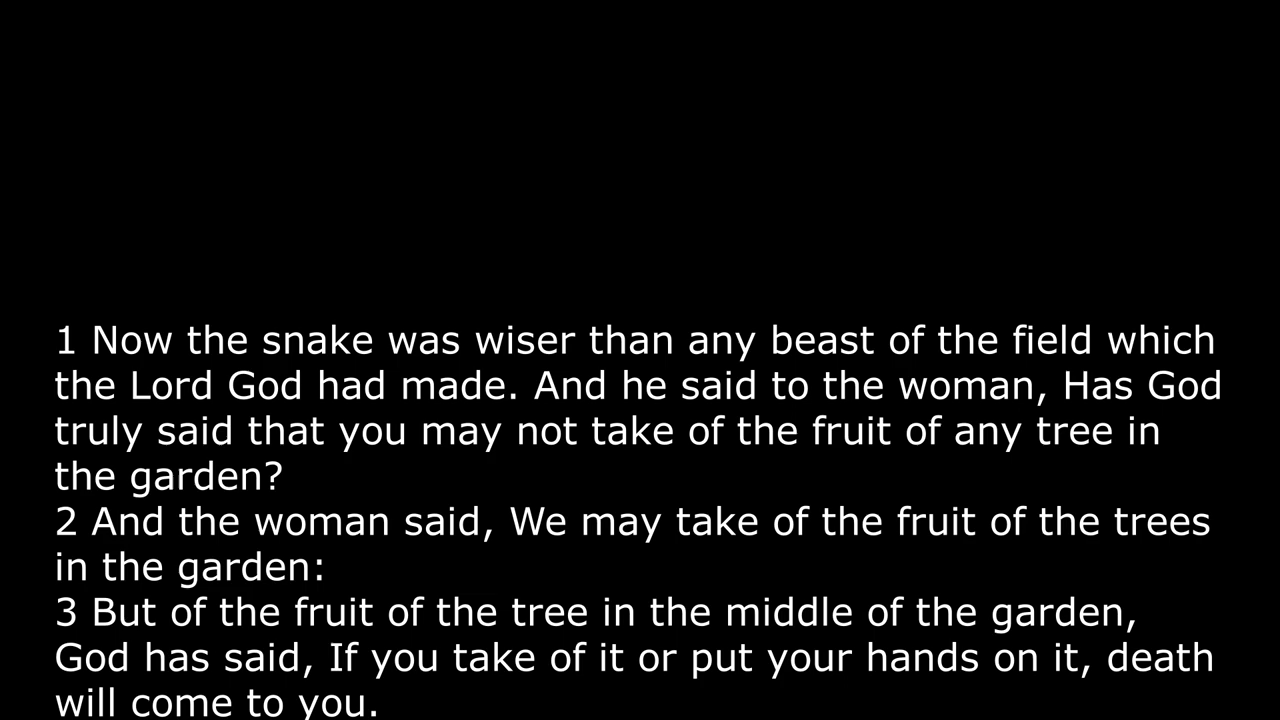 1 Now the snake was wiser than any beast of the field which
the Lord God had made. And he said to the woman, Has God
truly said that you may not take of the fruit of any tree in
the garden?
2 And the woman said, We may take of the fruit of the trees
in the garden:
3 But of the fruit of the tree in the middle of the garden,
God has said, If you take of it or put your hands on it, death
will come to you.